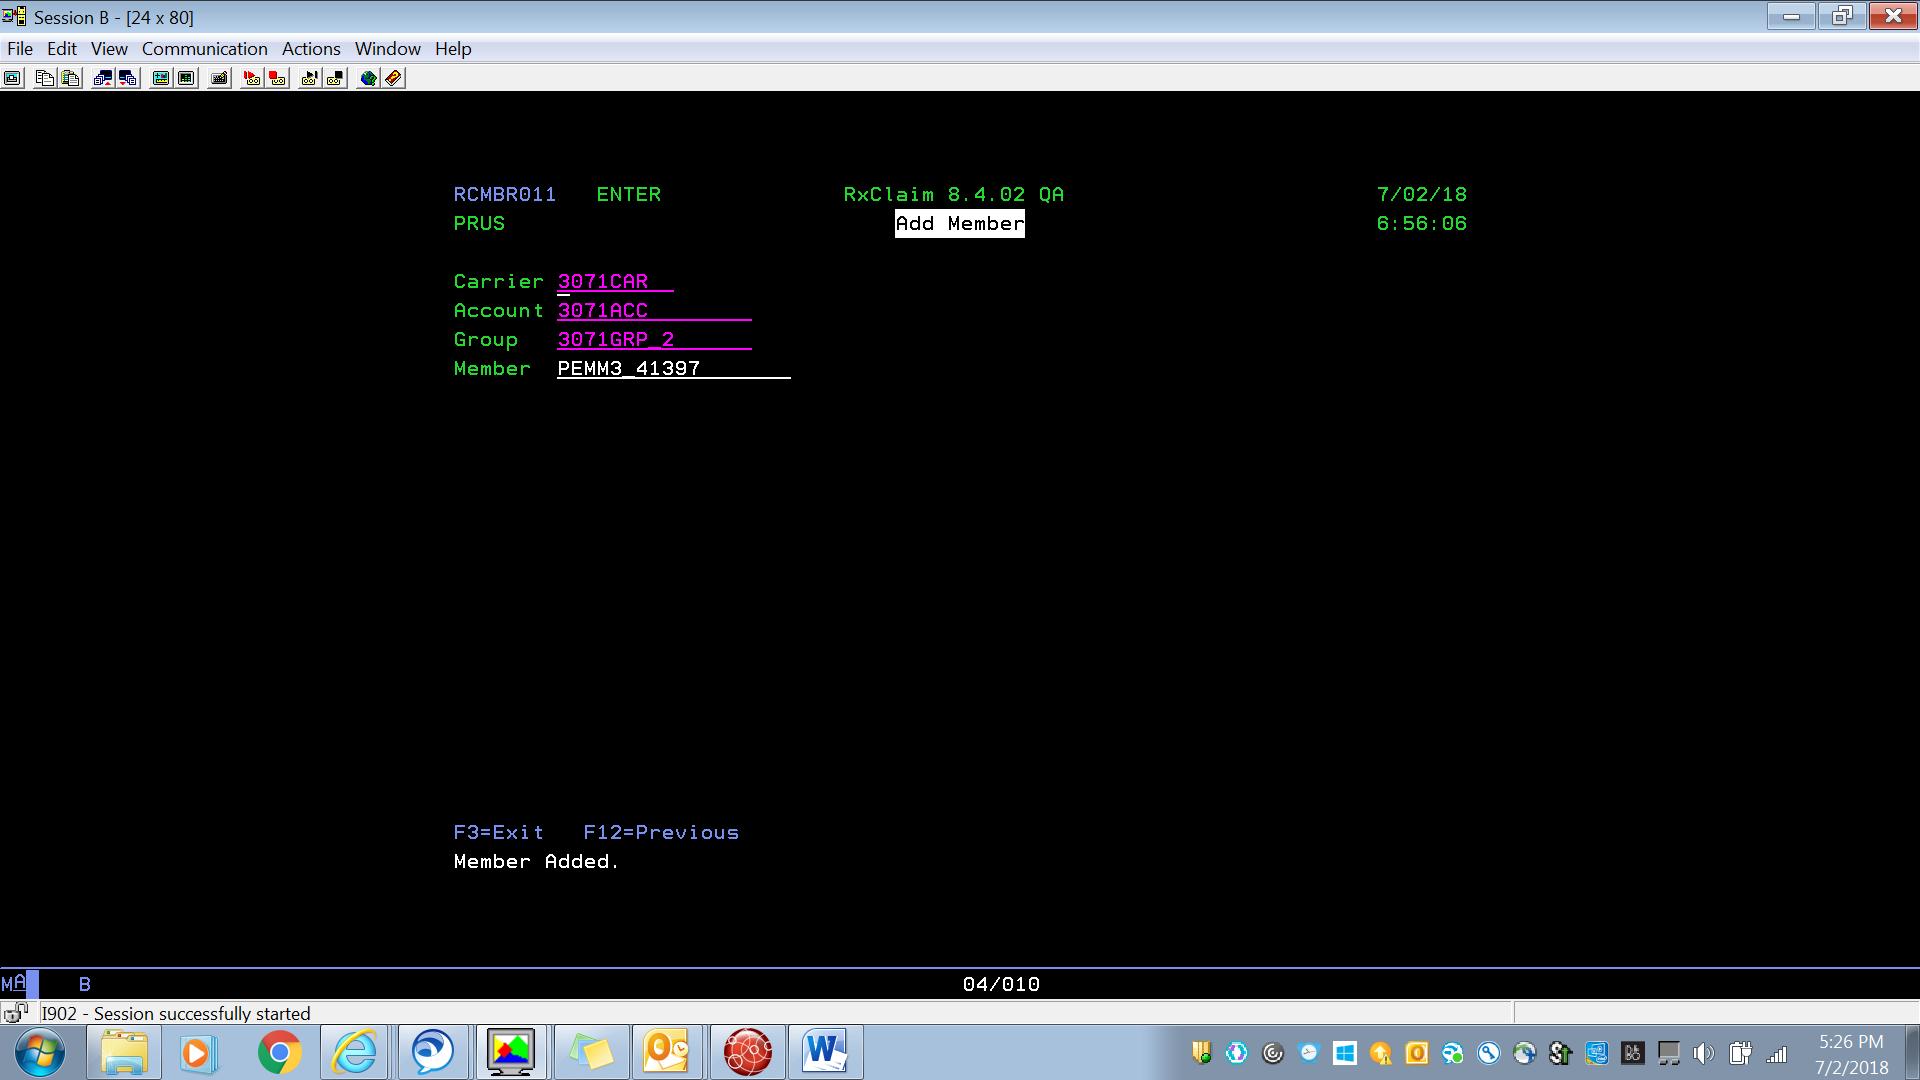 Session B - [24 x 80]
File Edit View Communication Actions Window Help
RCMBR011 ENTER RxClaim 8.4.02 QA 7/02/18
PRUS Add Member 6:56:06
Carrier 3071CAR
Account 3071ACC
Group 3071GRP_2
Member PEMM3_41397
F3=Exit F12=Previous
Member Added.
MA B 04/010
I902 - Session successfully started
5:26 PM
7/2/2018